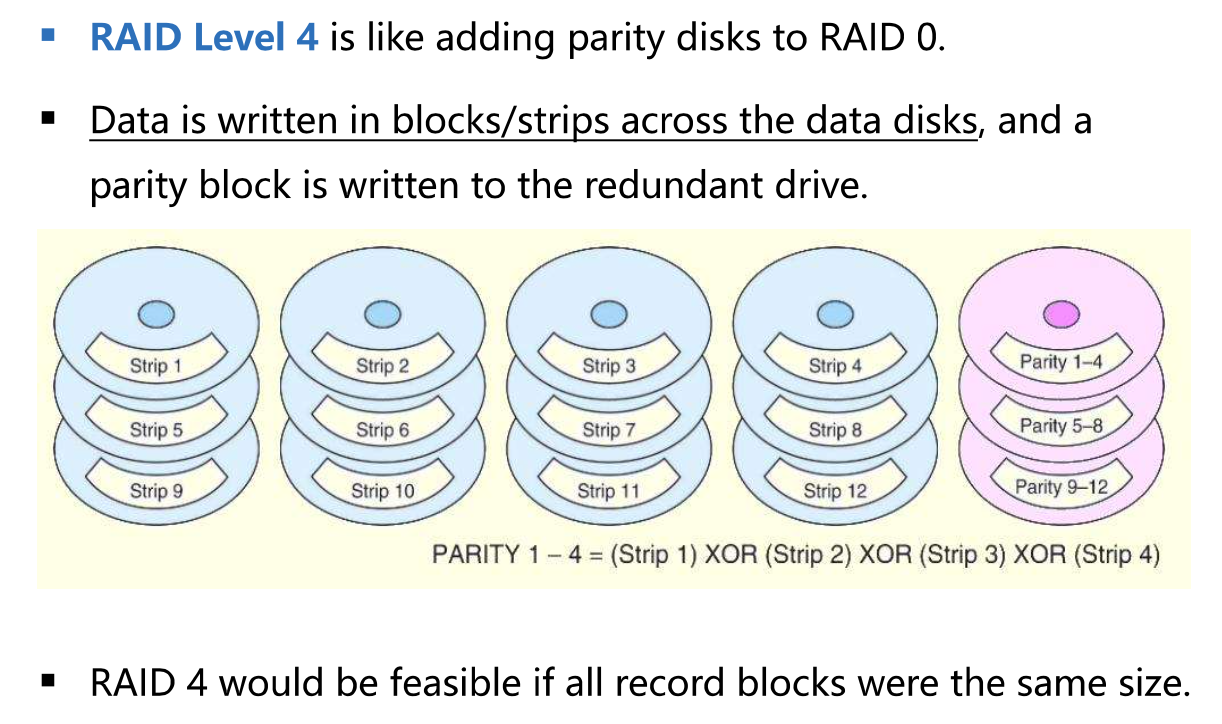 ▪ RAID Level 4 is like adding parity disks to RAID 0.
▪ Data is written in blocks/strips across the data disks, and a
parity block is written to the redundant drive.
Strip 1 Strip 2 Strip 3 Strip 4 Parity 1–4
Strip 5 Strip 6 Strip 7 Strip 8 Parity 5–8
Strip 9 Strip 10 Strip 11 Strip 12 Parity 9–12
PARITY 1 – 4 = (Strip 1) XOR (Strip 2) XOR (Strip 3) XOR (Strip 4)
▪ RAID 4 would be feasible if all record blocks were the same size.